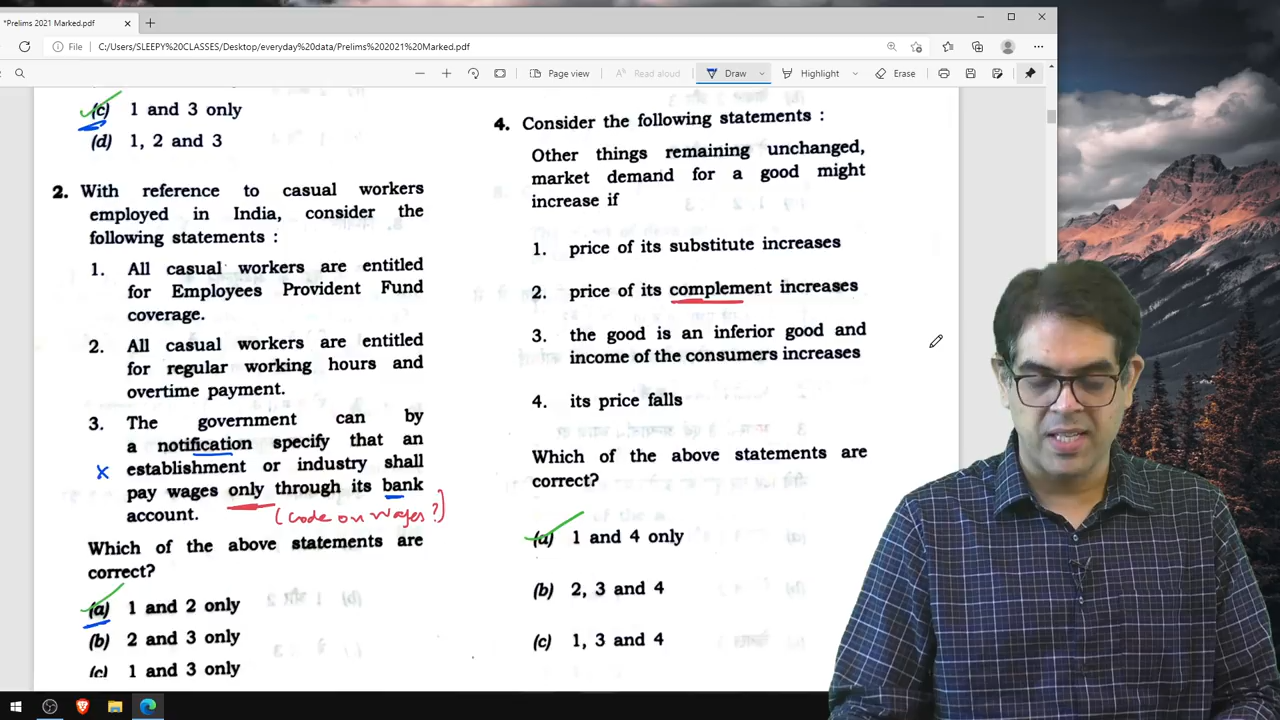 *Prelims 2021 Marked.pdf
File C:/Users/SLEEPY%20CLASSES/Desktop/everyday%20data/Prelims%202021%20Marked.pdf
Page view
Read aloud
Draw
Highlight
Erase
(c) 1 and 3 only
(d) 1, 2 and 3
2. With reference to casual workers
employed in India, consider the
following statements :
1. All casual workers are entitled
for Employees Provident Fund
coverage.
2. All casual workers are entitled
for regular working hours and
overtime payment.
3. The government can by
a notification specify that an
x establishment or industry shall
pay wages only through its bank
account. (Code on Wages?)
Which of the above statements are
correct?
(a) 1 and 2 only
(b) 2 and 3 only
(c) 1 and 3 only
4. Consider the following statements :
Other things remaining unchanged,
market demand for a good might
increase if
1. price of its substitute increases
2. price of its complement increases
3. the good is an inferior good and
income of the consumers increases
4. its price falls
Which of the above statements are
correct?
(a) 1 and 4 only
(b) 2, 3 and 4
(c) 1, 3 and 4